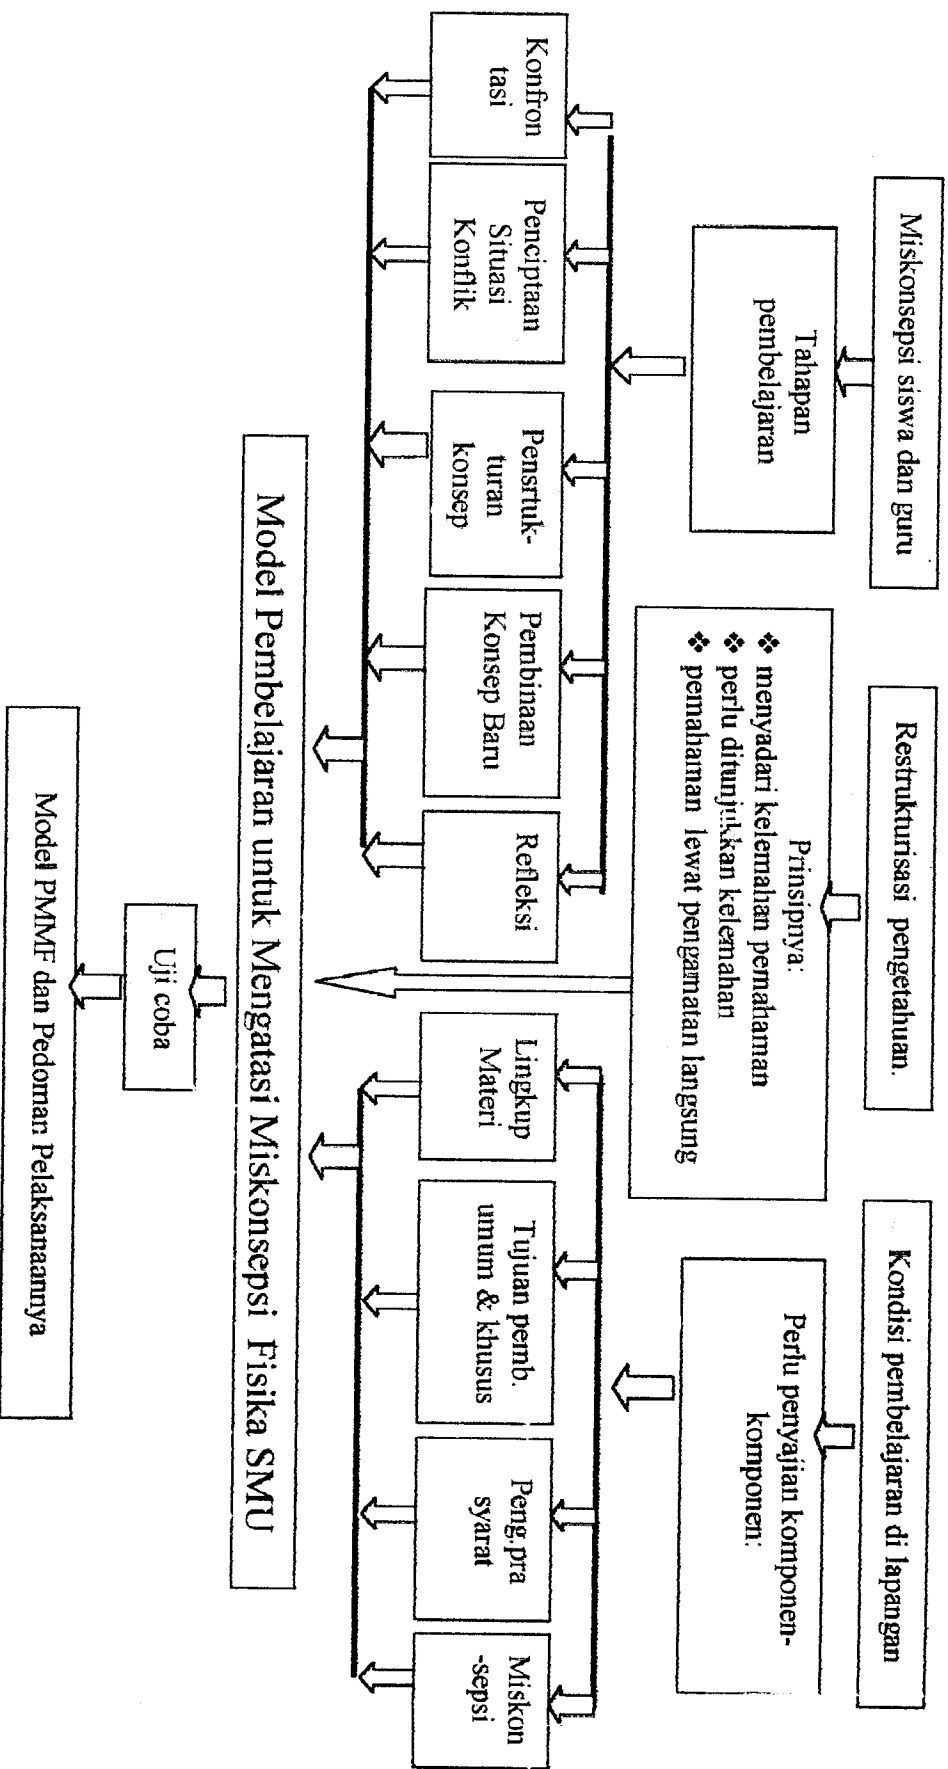 Miskonsepsi siswa dan guru
Restrukturisasi pengetahuan.
Kondisi pembelajaran di lapangan
Tahapan
pembelajaran
Prinsipnya:
❖ menyadari kelemahan pemahaman
❖ perlu ditunjukkan kelemahan
❖ pemahaman lewat pengamatan langsung
Perlu penyajian komponen-
komponen:
Konfron
tasi
Penciptaan
Situasi
Konflik
Pensrtuk-
turan
konsep
Pembinaan
Konsep Baru
Refleksi
Lingkup
Materi
Tujuan pemb.
umum & khusus
Peng.pra
syarat
Miskon
-sepsi
Model Pembelajaran untuk Mengatasi Miskonsepsi Fisika SMU
Uji coba
Model PMMF dan Pedoman Pelaksanaannya